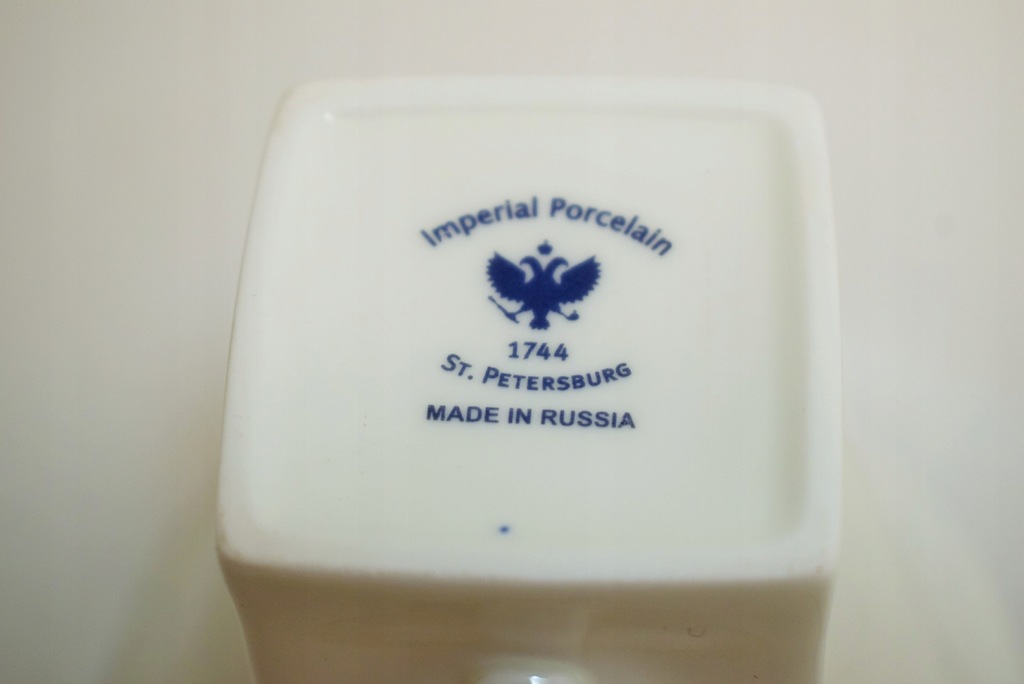 Imperial Porcelain
1744
St. Petersburg
MADE IN RUSSIA